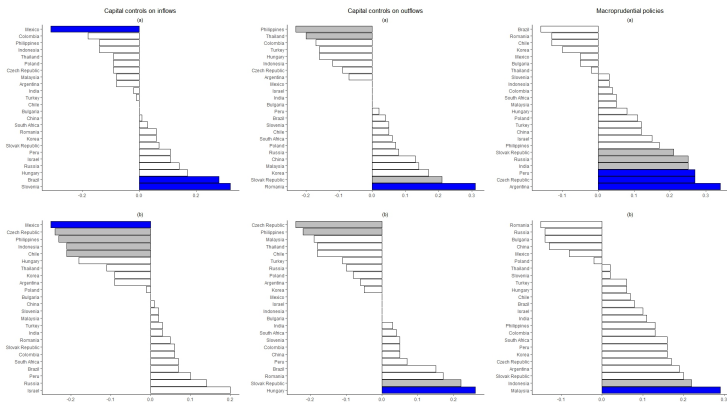 Capital controls on inflows
(a)
Mexico
Colombia
Philippines
Indonesia
Thailand
Poland
Czech Republic
Malaysia
Argentina
India
Turkey
Chile
Bulgaria
China
South Africa
Romania
Korea
Slovak Republic
Peru
Israel
Russia
Hungary
Brazil
Slovenia
-0.2
0.0
0.2
Capital controls on outflows
(a)
Philippines
Thailand
Colombia
Turkey
Hungary
Indonesia
Czech Republic
Argentina
Mexico
Israel
India
Bulgaria
Peru
Brazil
Slovenia
Chile
South Africa
Poland
Russia
China
Malaysia
Korea
Slovak Republic
Romania
-0.2
-0.1
0.0
0.1
0.2
0.3
Macroprudential policies
(a)
Brazil
Romania
Chile
Korea
Mexico
Bulgaria
Thailand
Slovenia
Indonesia
Colombia
South Africa
Malaysia
Hungary
Poland
Turkey
China
Israel
Philippines
Slovak Republic
Russia
India
Peru
Czech Republic
Argentina
-0.1
0.0
0.1
0.2
0.3
(b)
Mexico
Czech Republic
Philippines
Indonesia
Chile
Hungary
Thailand
Korea
Argentina
Poland
Bulgaria
China
Slovenia
Malaysia
Turkey
India
Romania
Slovak Republic
Colombia
South Africa
Brazil
Peru
Russia
Israel
-0.2
-0.1
0.0
0.1
0.2
(b)
Czech Republic
Philippines
Malaysia
Thailand
Chile
Turkey
Russia
Poland
Argentina
Korea
Mexico
Israel
Indonesia
Bulgaria
India
South Africa
Slovenia
Colombia
China
Peru
Brazil
Romania
Slovak Republic
Hungary
-0.2
-0.1
0.0
0.1
0.2
(b)
Romania
Russia
Bulgaria
China
Mexico
Poland
Thailand
Slovenia
Turkey
Hungary
Chile
Brazil
Israel
India
Philippines
Colombia
South Africa
Peru
Korea
Czech Republic
Argentina
Slovak Republic
Indonesia
Malaysia
-0.1
0.0
0.1
0.2
0.3